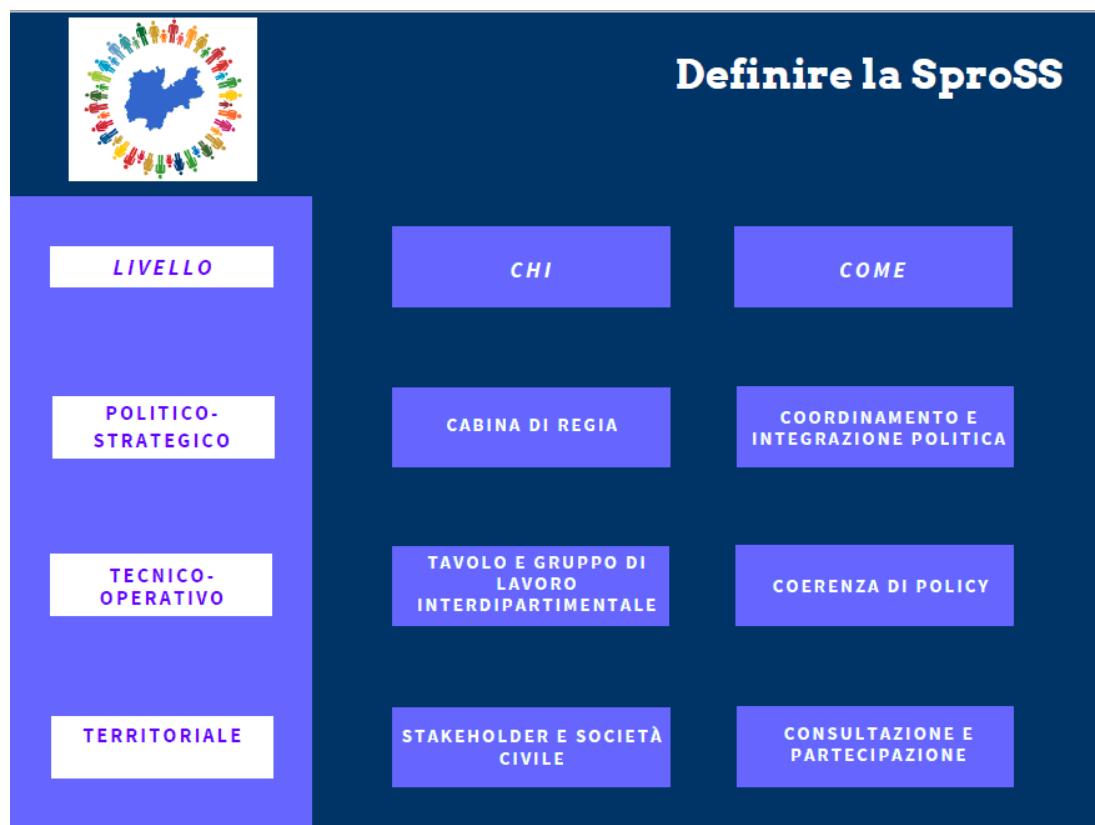 Definire la SproSS
LIVELLO
CHI
COME
POLITICO-
STRATEGICO
CABINA DI REGIA
COORDINAMENTO E
INTEGRAZIONE POLITICA
TECNICO-
OPERATIVO
TAVOLO E GRUPPO DI
LAVORO
INTERDIPARTIMENTALE
COERENZA DI POLICY
TERRITORIALE
STAKEHOLDER E SOCIETÀ
CIVILE
CONSULTAZIONE E
PARTECIPAZIONE